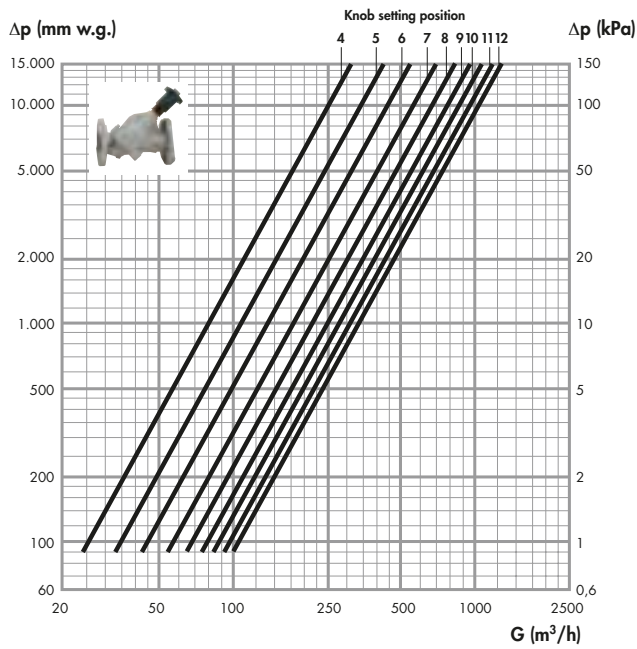 Knob setting position
Δp (mm w.g.)
Δp (kPa)
4 5 6 7 8 9 10 11 12
15.000 150
10.000 100
5.000 50
2.000 20
1.000 10
500 5
200 2
100 1
60 0,6
20 50 100 250 500 1000 2500
G (m³/h)